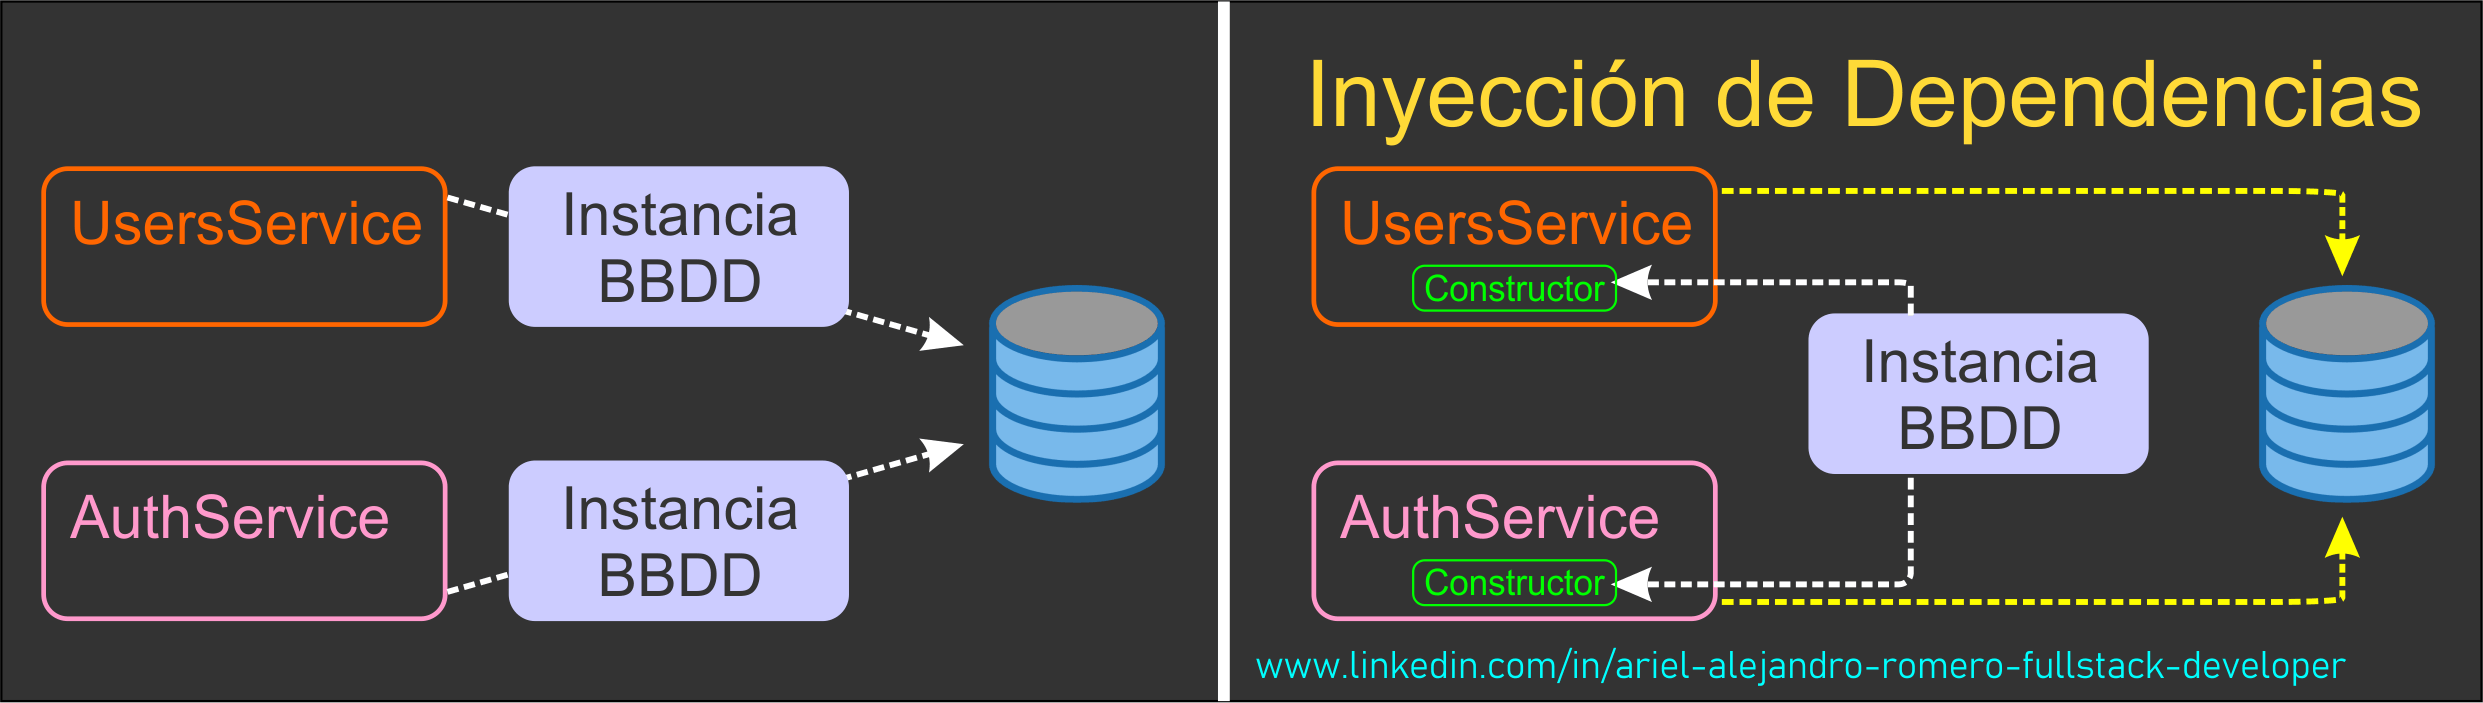 UsersService
Instancia
BBDD
AuthService
Instancia
BBDD
Inyección de Dependencias
UsersService
Constructor
Instancia
BBDD
AuthService
Constructor
www.linkedin.com/in/ariel-alejandro-romero-fullstack-developer